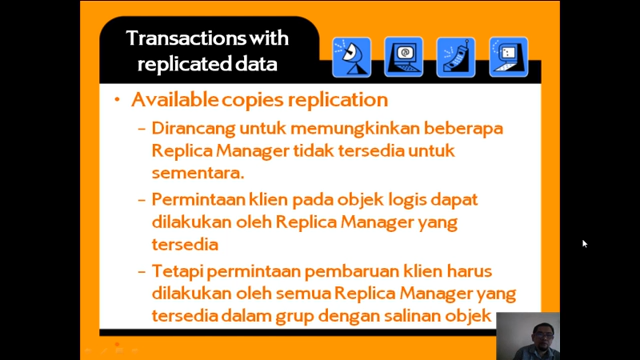 Transactions with
replicated data
• Available copies replication
– Dirancang untuk memungkinkan beberapa
Replica Manager tidak tersedia untuk
sementara.
– Permintaan klien pada objek logis dapat
dilakukan oleh Replica Manager yang
tersedia
– Tetapi permintaan pembaruan klien harus
dilakukan oleh semua Replica Manager yang
tersedia dalam grup dengan salinan objek